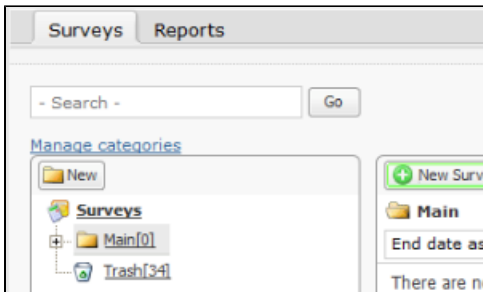 Surveys Reports
- Search - Go
Manage categories
New
Surveys
Main[0]
Trash[34]
New Surv
Main
End date as
There are n